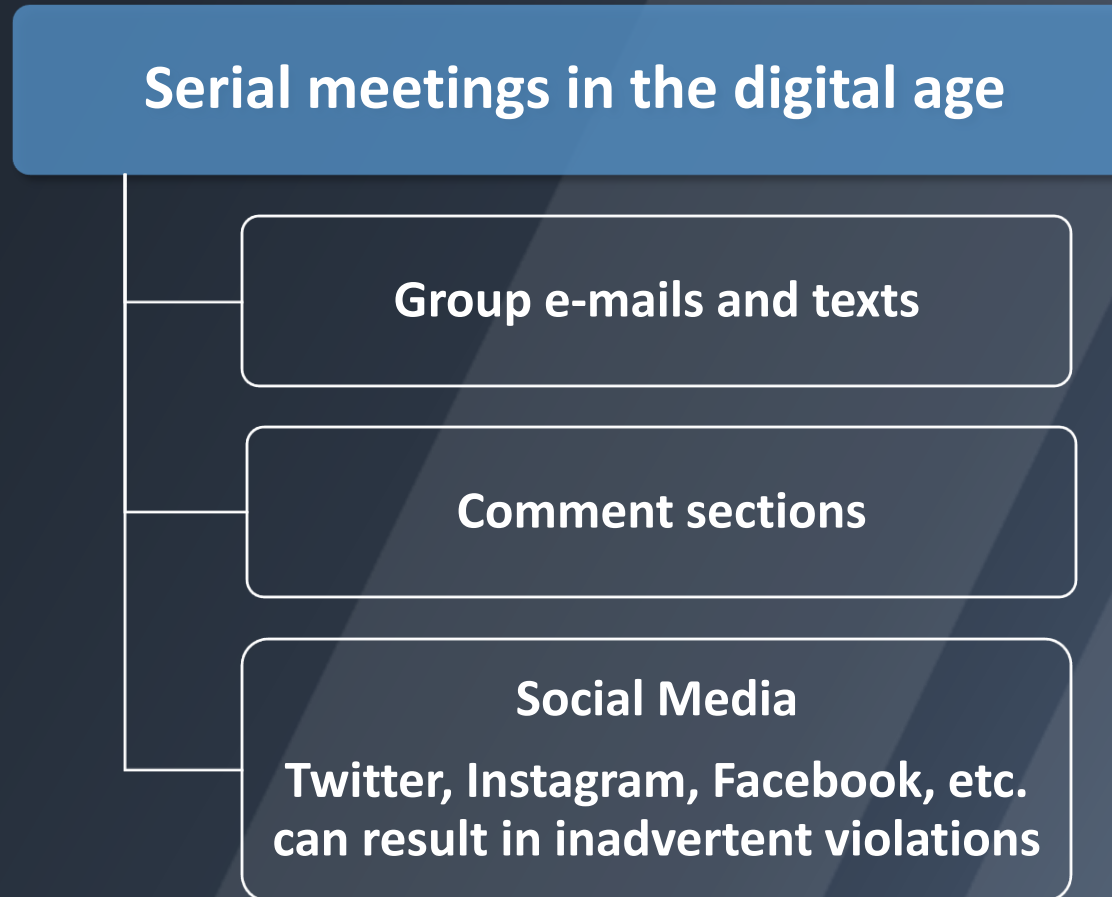 Serial meetings in the digital age
Group e-mails and texts
Comment sections
Social Media
Twitter, Instagram, Facebook, etc.
can result in inadvertent violations